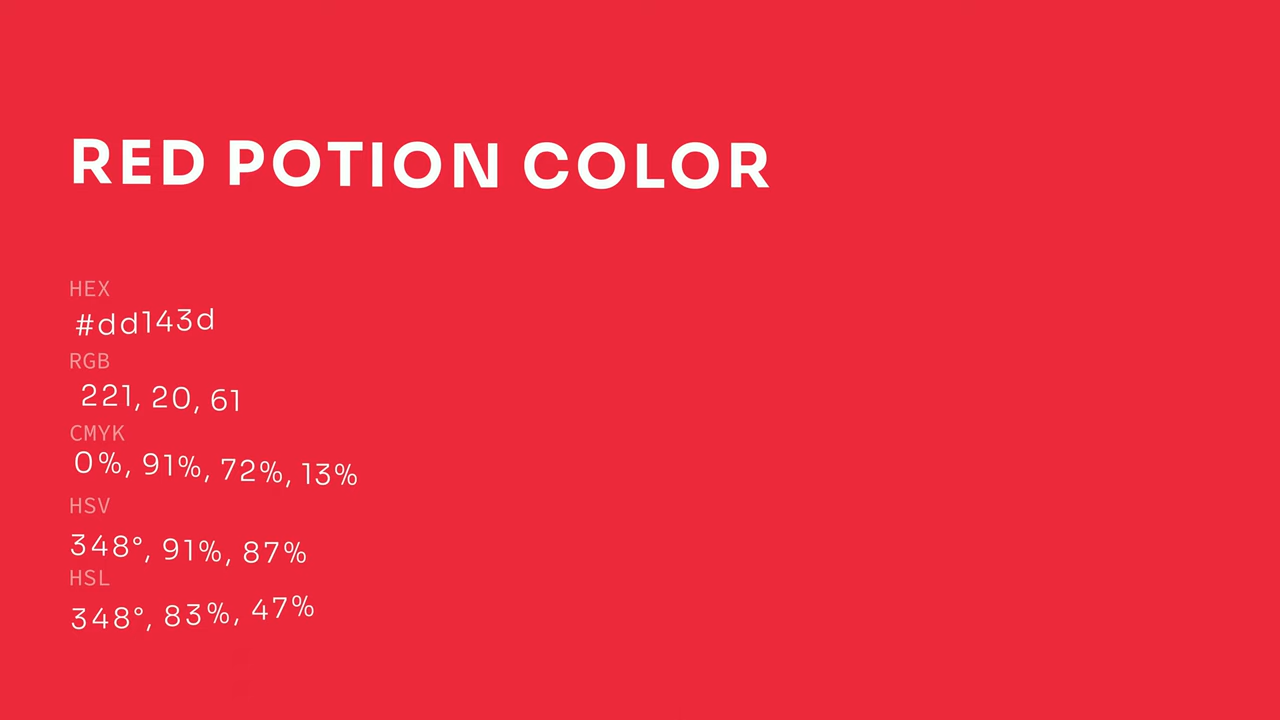 RED POTION COLOR
HEX
#dd143d
RGB
221, 20, 61
CMYK
0%, 91%, 72%, 13%
HSV
348°, 91%, 87%
HSL
348°, 83%, 47%